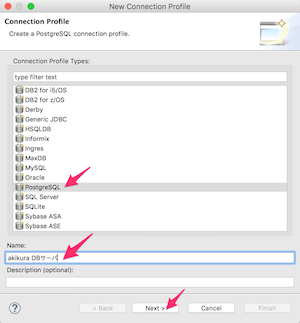 New Connection Profile
Connection Profile
Create a PostgreSQL connection profile.
Connection Profile Types:
type filter text
DB2 for i5/OS
DB2 for z/OS
Derby
Generic JDBC
HSQLDB
Informix
Ingres
MaxDB
MySQL
Oracle
PostgreSQL
SQL Server
SQLite
Sybase ASA
Sybase ASE
Name:
akikura DBサーバ
Description (optional):
?
< Back
Next >
Cancel
Finish